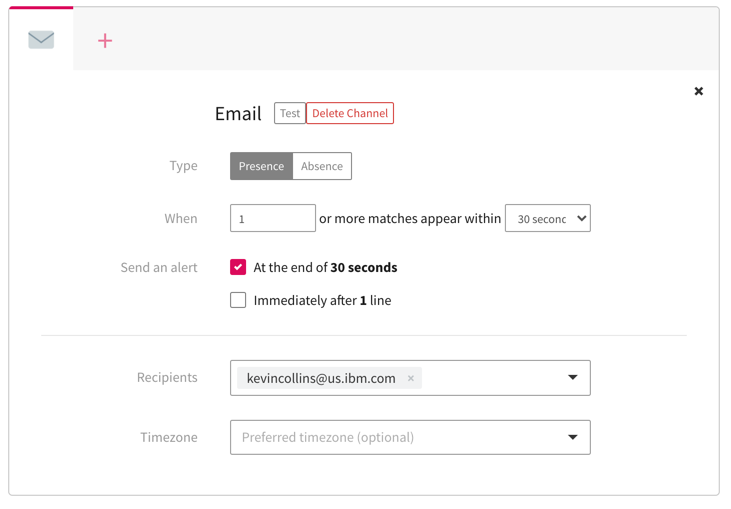 Email Test Delete Channel
Type Presence Absence
When 1 or more matches appear within 30 seconc
Send an alert At the end of 30 seconds
Immediately after 1 line
Recipients kevincollins@us.ibm.com ×
Timezone Preferred timezone (optional)